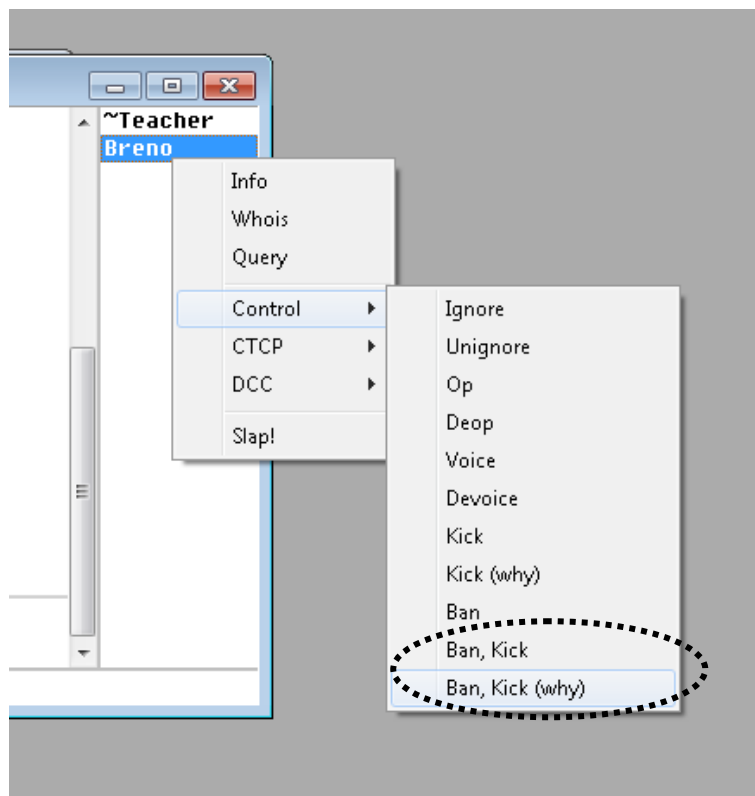 ~Teacher
Breno
Info
Whois
Query
Control
CTCP
DCC
Slap!
Ignore
Unignore
Op
Deop
Voice
Devoice
Kick
Kick (why)
Ban
Ban, Kick
Ban, Kick (why)